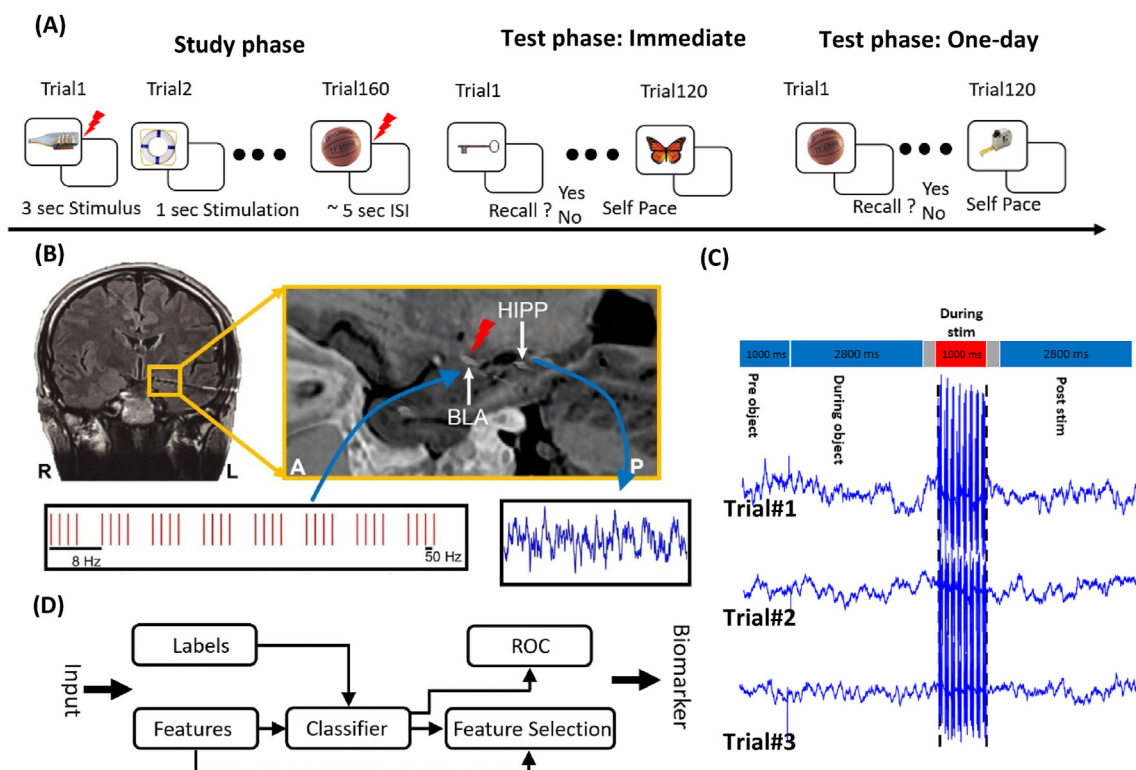 (A)
Study phase
Test phase: Immediate
Test phase: One-day
Trial1
Trial2
Trial160
Trial1
Trial120
Trial1
Trial120
3 sec Stimulus
1 sec Stimulation
~ 5 sec ISI
Recall ?
Yes
No
Self Pace
Recall ?
Yes
No
Self Pace
(B)
R
L
HIPP
BLA
A
P
8 Hz
50 Hz
(C)
During
stim
1000 ms
2800 ms
1000 ms
2800 ms
Pre object
During object
Post stim
Trial#1
Trial#2
Trial#3
(D)
Input
Labels
Features
Classifier
ROC
Feature Selection
Biomarker